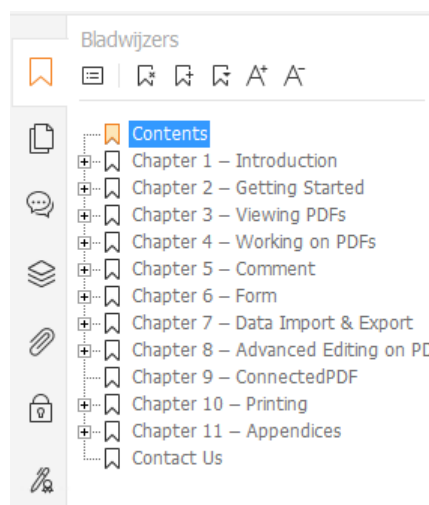 Bladwijzers
Contents
Chapter 1 – Introduction
Chapter 2 – Getting Started
Chapter 3 – Viewing PDFs
Chapter 4 – Working on PDFs
Chapter 5 – Comment
Chapter 6 – Form
Chapter 7 – Data Import & Export
Chapter 8 – Advanced Editing on PD
Chapter 9 – ConnectedPDF
Chapter 10 – Printing
Chapter 11 – Appendices
Contact Us